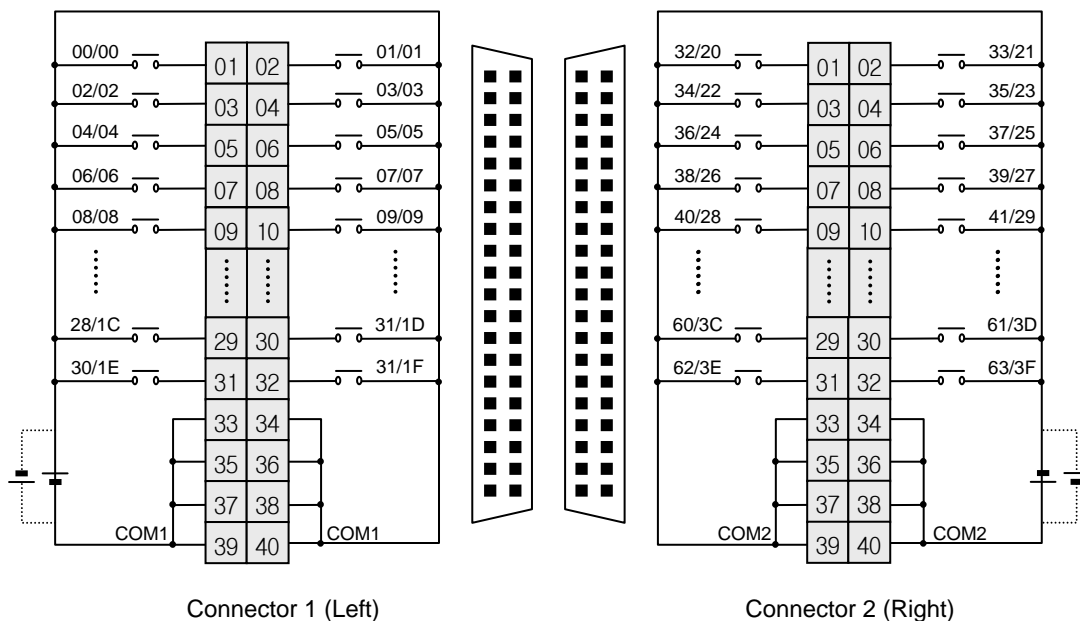 00/00 01 02 01/01
02/02 03 04 03/03
04/04 05 06 05/05
06/06 07 08 07/07
08/08 09 10 09/09
28/1C 29 30 31/1D
30/1E 31 32 31/1F
33 34
35 36
37 38
COM1 39 40 COM1
Connector 1 (Left)
32/20 01 02 33/21
34/22 03 04 35/23
36/24 05 06 37/25
38/26 07 08 39/27
40/28 09 10 41/29
60/3C 29 30 61/3D
62/3E 31 32 63/3F
33 34
35 36
37 38
COM2 39 40 COM2
Connector 2 (Right)